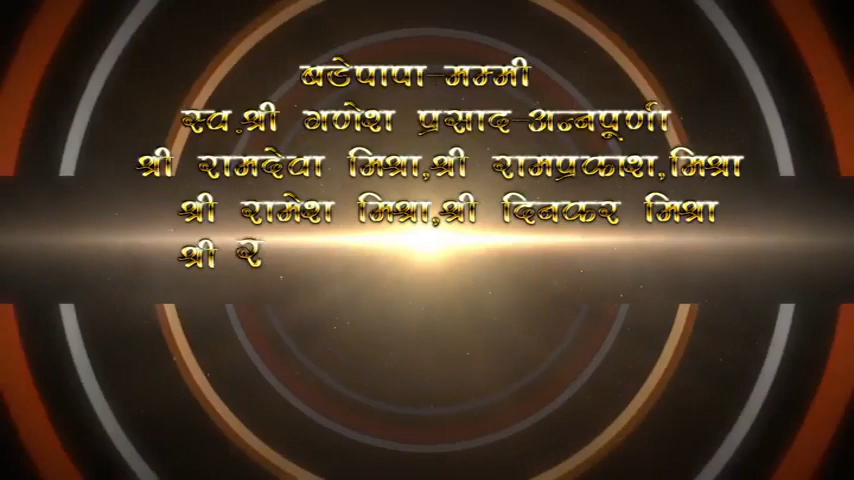 बडेपापा-मम्मी
स्व.श्री गणेश प्रसाद-अन्नपूर्णा
श्री रामदेवा मिश्रा,श्री रामप्रकाश,मिश्रा
श्री रामेश मिश्रा,श्री दिनकर मिश्रा
श्री र